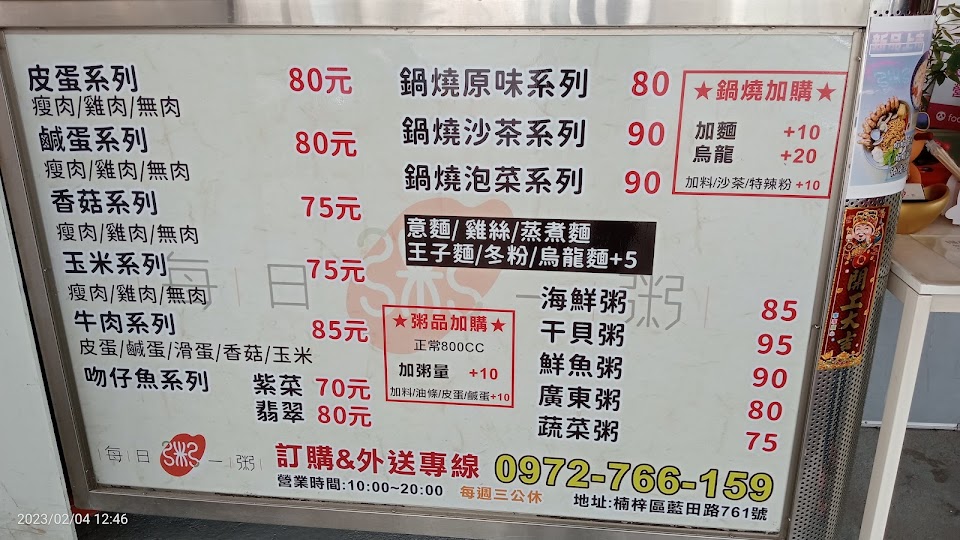 皮蛋系列 80元
瘦肉/雞肉/無肉
鹹蛋系列 80元
瘦肉/雞肉/無肉
香菇系列 75元
瘦肉/雞肉/無肉
玉米系列 75元
瘦肉/雞肉/無肉
牛肉系列 85元
皮蛋/鹹蛋/滑蛋/香菇/玉米
吻仔魚系列 紫菜 70元
翡翠 80元
鍋燒原味系列 80
鍋燒沙茶系列 90
鍋燒泡菜系列 90
★鍋燒加購★
加麵 +10
烏龍 +20
加料/沙茶/特辣粉 +10
意麵/雞絲/蒸煮麵
王子麵/冬粉/烏龍麵+5
★粥品加購★
正常800CC
加粥量 +10
加料/油條/皮蛋/鹹蛋+10
海鮮粥 85
干貝粥 95
鮮魚粥 90
廣東粥 80
蔬菜粥 75
每日粥一粥
每日粥一粥
訂購&外送專線 0972-766-159
營業時間:10:00~20:00 每週三公休 地址:楠梓區藍田路761號
開工大吉
2023/02/04 12:46